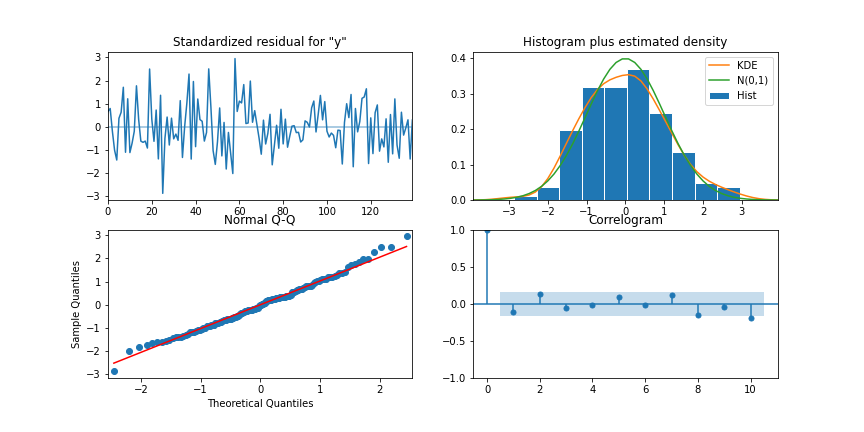 Standardized residual for "y"
3
2
1
0
−1
−2
−3
0 20 40 60 80 100 120
Histogram plus estimated density
KDE
N(0,1)
Hist
0.4
0.3
0.2
0.1
0.0
−3 −2 −1 0 1 2 3
Normal Q-Q
Sample Quantiles
3
2
1
0
−1
−2
−3
−2 −1 0 1 2
Theoretical Quantiles
Correlogram
1.0
0.5
0.0
−0.5
−1.0
0 2 4 6 8 10